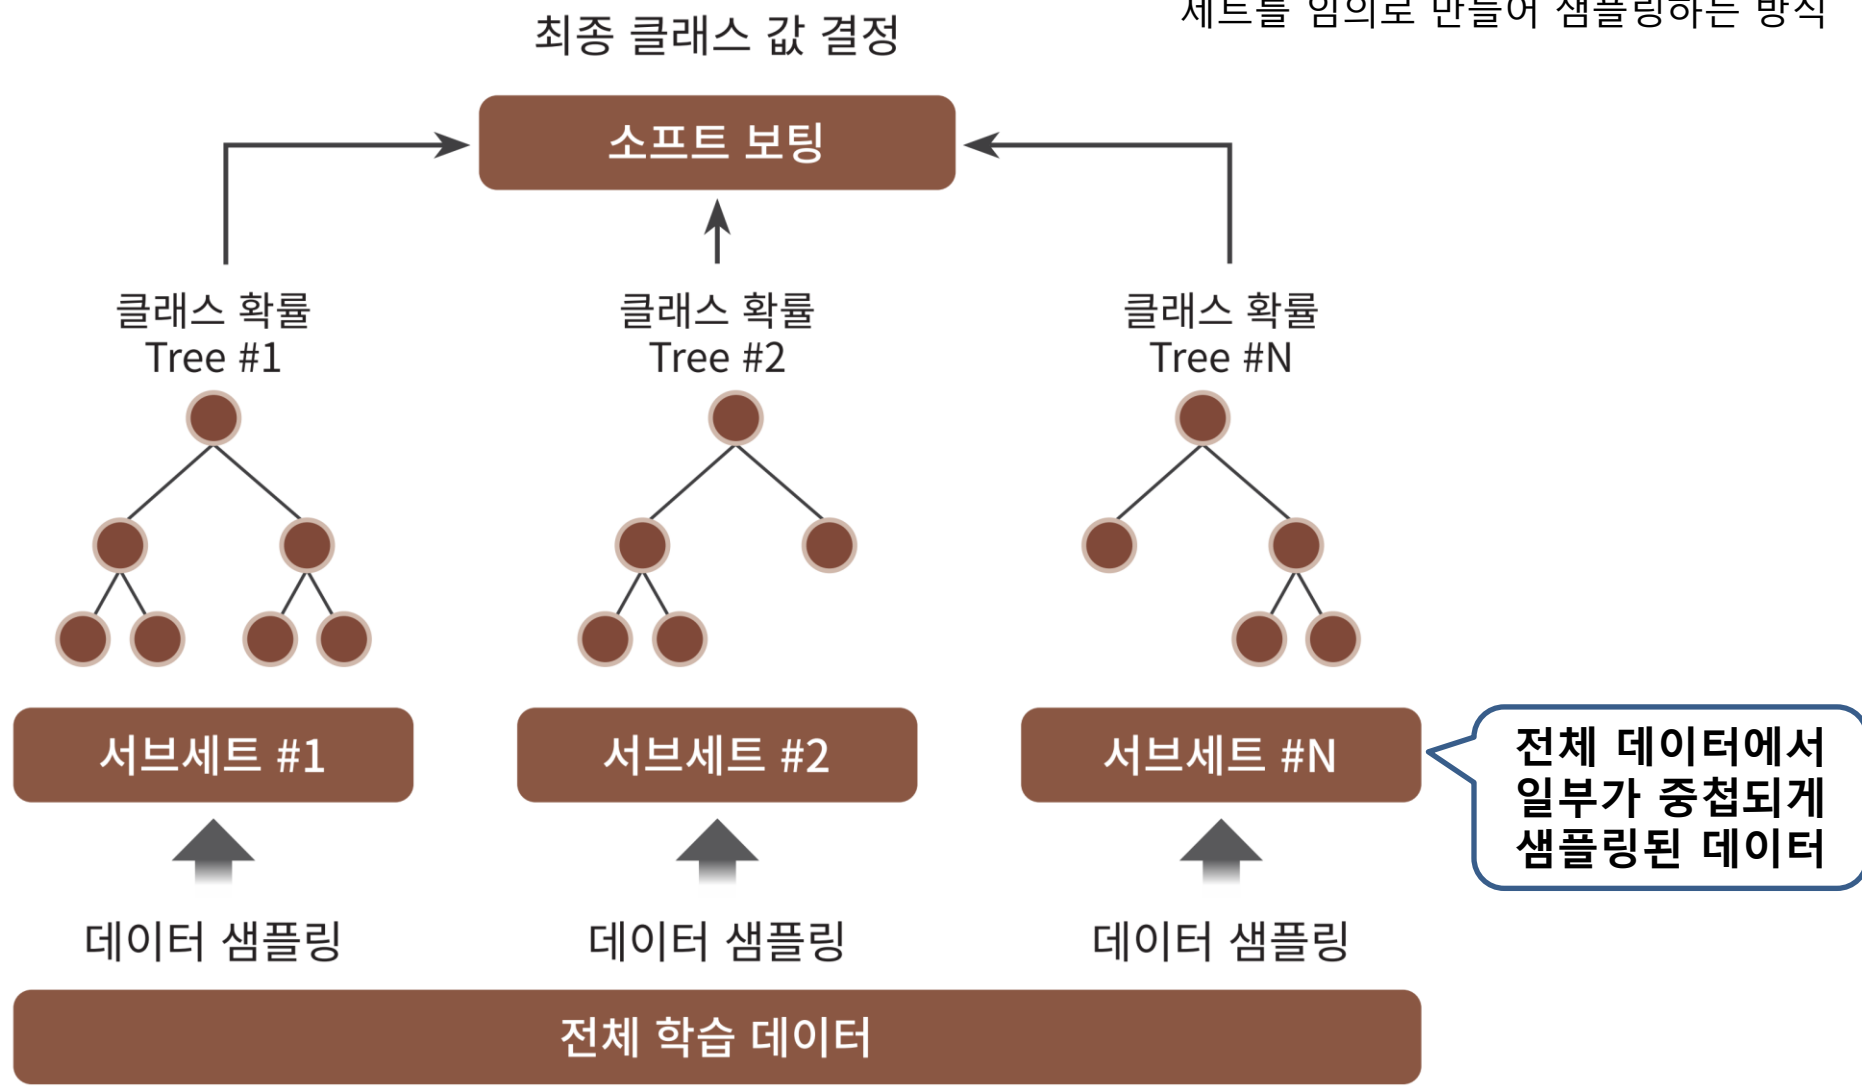 세트를 임의로 만들어 샘플링하는 방식
최종 클래스 값 결정
소프트 보팅
클래스 확률
Tree #1
클래스 확률
Tree #2
클래스 확률
Tree #N
서브세트 #1
서브세트 #2
서브세트 #N
전체 데이터에서
일부가 중첩되게
샘플링된 데이터
데이터 샘플링
데이터 샘플링
데이터 샘플링
전체 학습 데이터